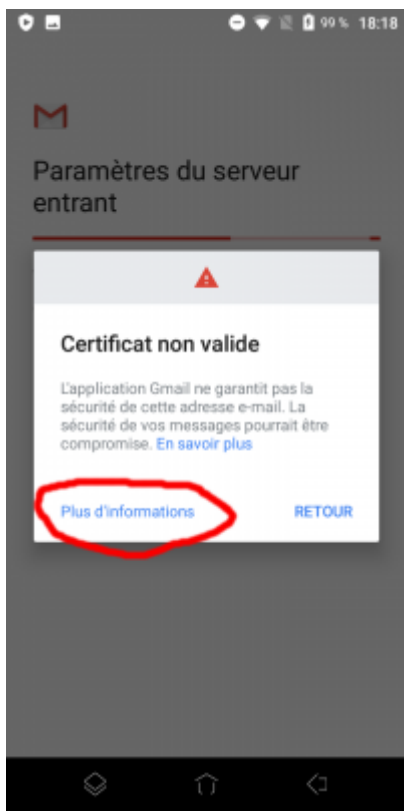 99 % 18:18
Paramètres du serveur
entrant
Certificat non valide
L'application Gmail ne garantit pas la
sécurité de cette adresse e-mail. La
sécurité de vos messages pourrait être
compromise. En savoir plus
Plus d'informations RETOUR